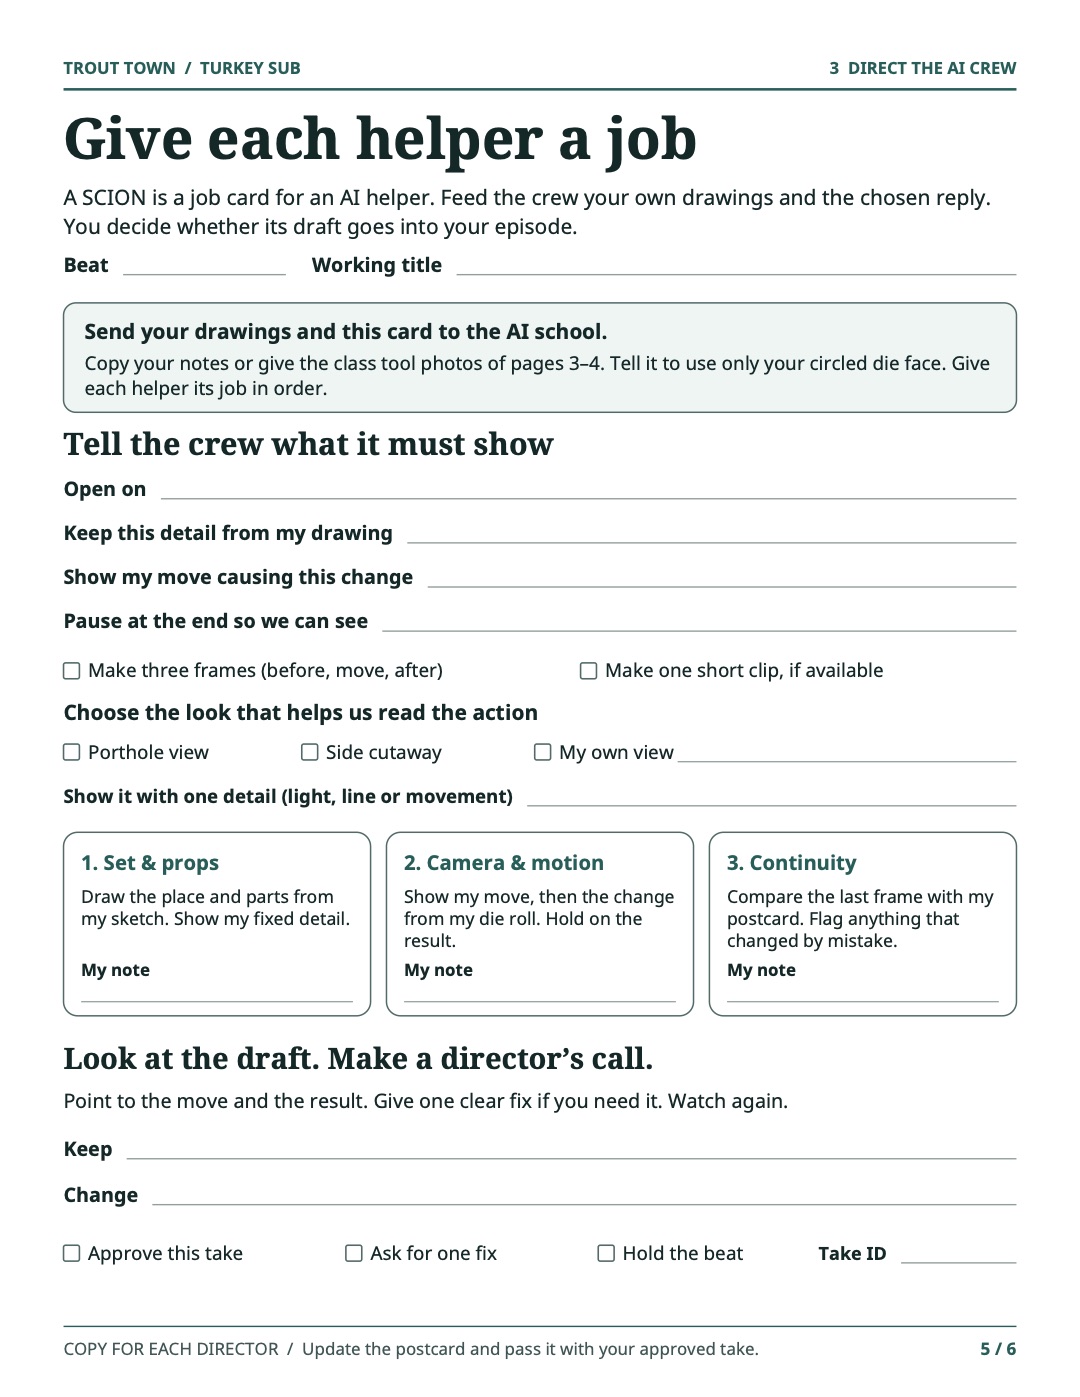 TROUT TOWN / TURKEY SUB
3 DIRECT THE AI CREW
Give each helper a job
A SCION is a job card for an AI helper. Feed the crew your own drawings and the chosen reply.
You decide whether its draft goes into your episode.
Beat
Working title
Send your drawings and this card to the AI school.
Copy your notes or give the class tool photos of pages 3–4. Tell it to use only your circled die face. Give
each helper its job in order.
Tell the crew what it must show
Open on
Keep this detail from my drawing
Show my move causing this change
Pause at the end so we can see
Make three frames (before, move, after)
Make one short clip, if available
Choose the look that helps us read the action
Porthole view
Side cutaway
My own view
Show it with one detail (light, line or movement)
1. Set & props
Draw the place and parts from
my sketch. Show my fixed detail.
My note
2. Camera & motion
Show my move, then the change
from my die roll. Hold on the
result.
My note
3. Continuity
Compare the last frame with my
postcard. Flag anything that
changed by mistake.
My note
Look at the draft. Make a director’s call.
Point to the move and the result. Give one clear fix if you need it. Watch again.
Keep
Change
Approve this take
Ask for one fix
Hold the beat
Take ID
COPY FOR EACH DIRECTOR / Update the postcard and pass it with your approved take.
5 / 6